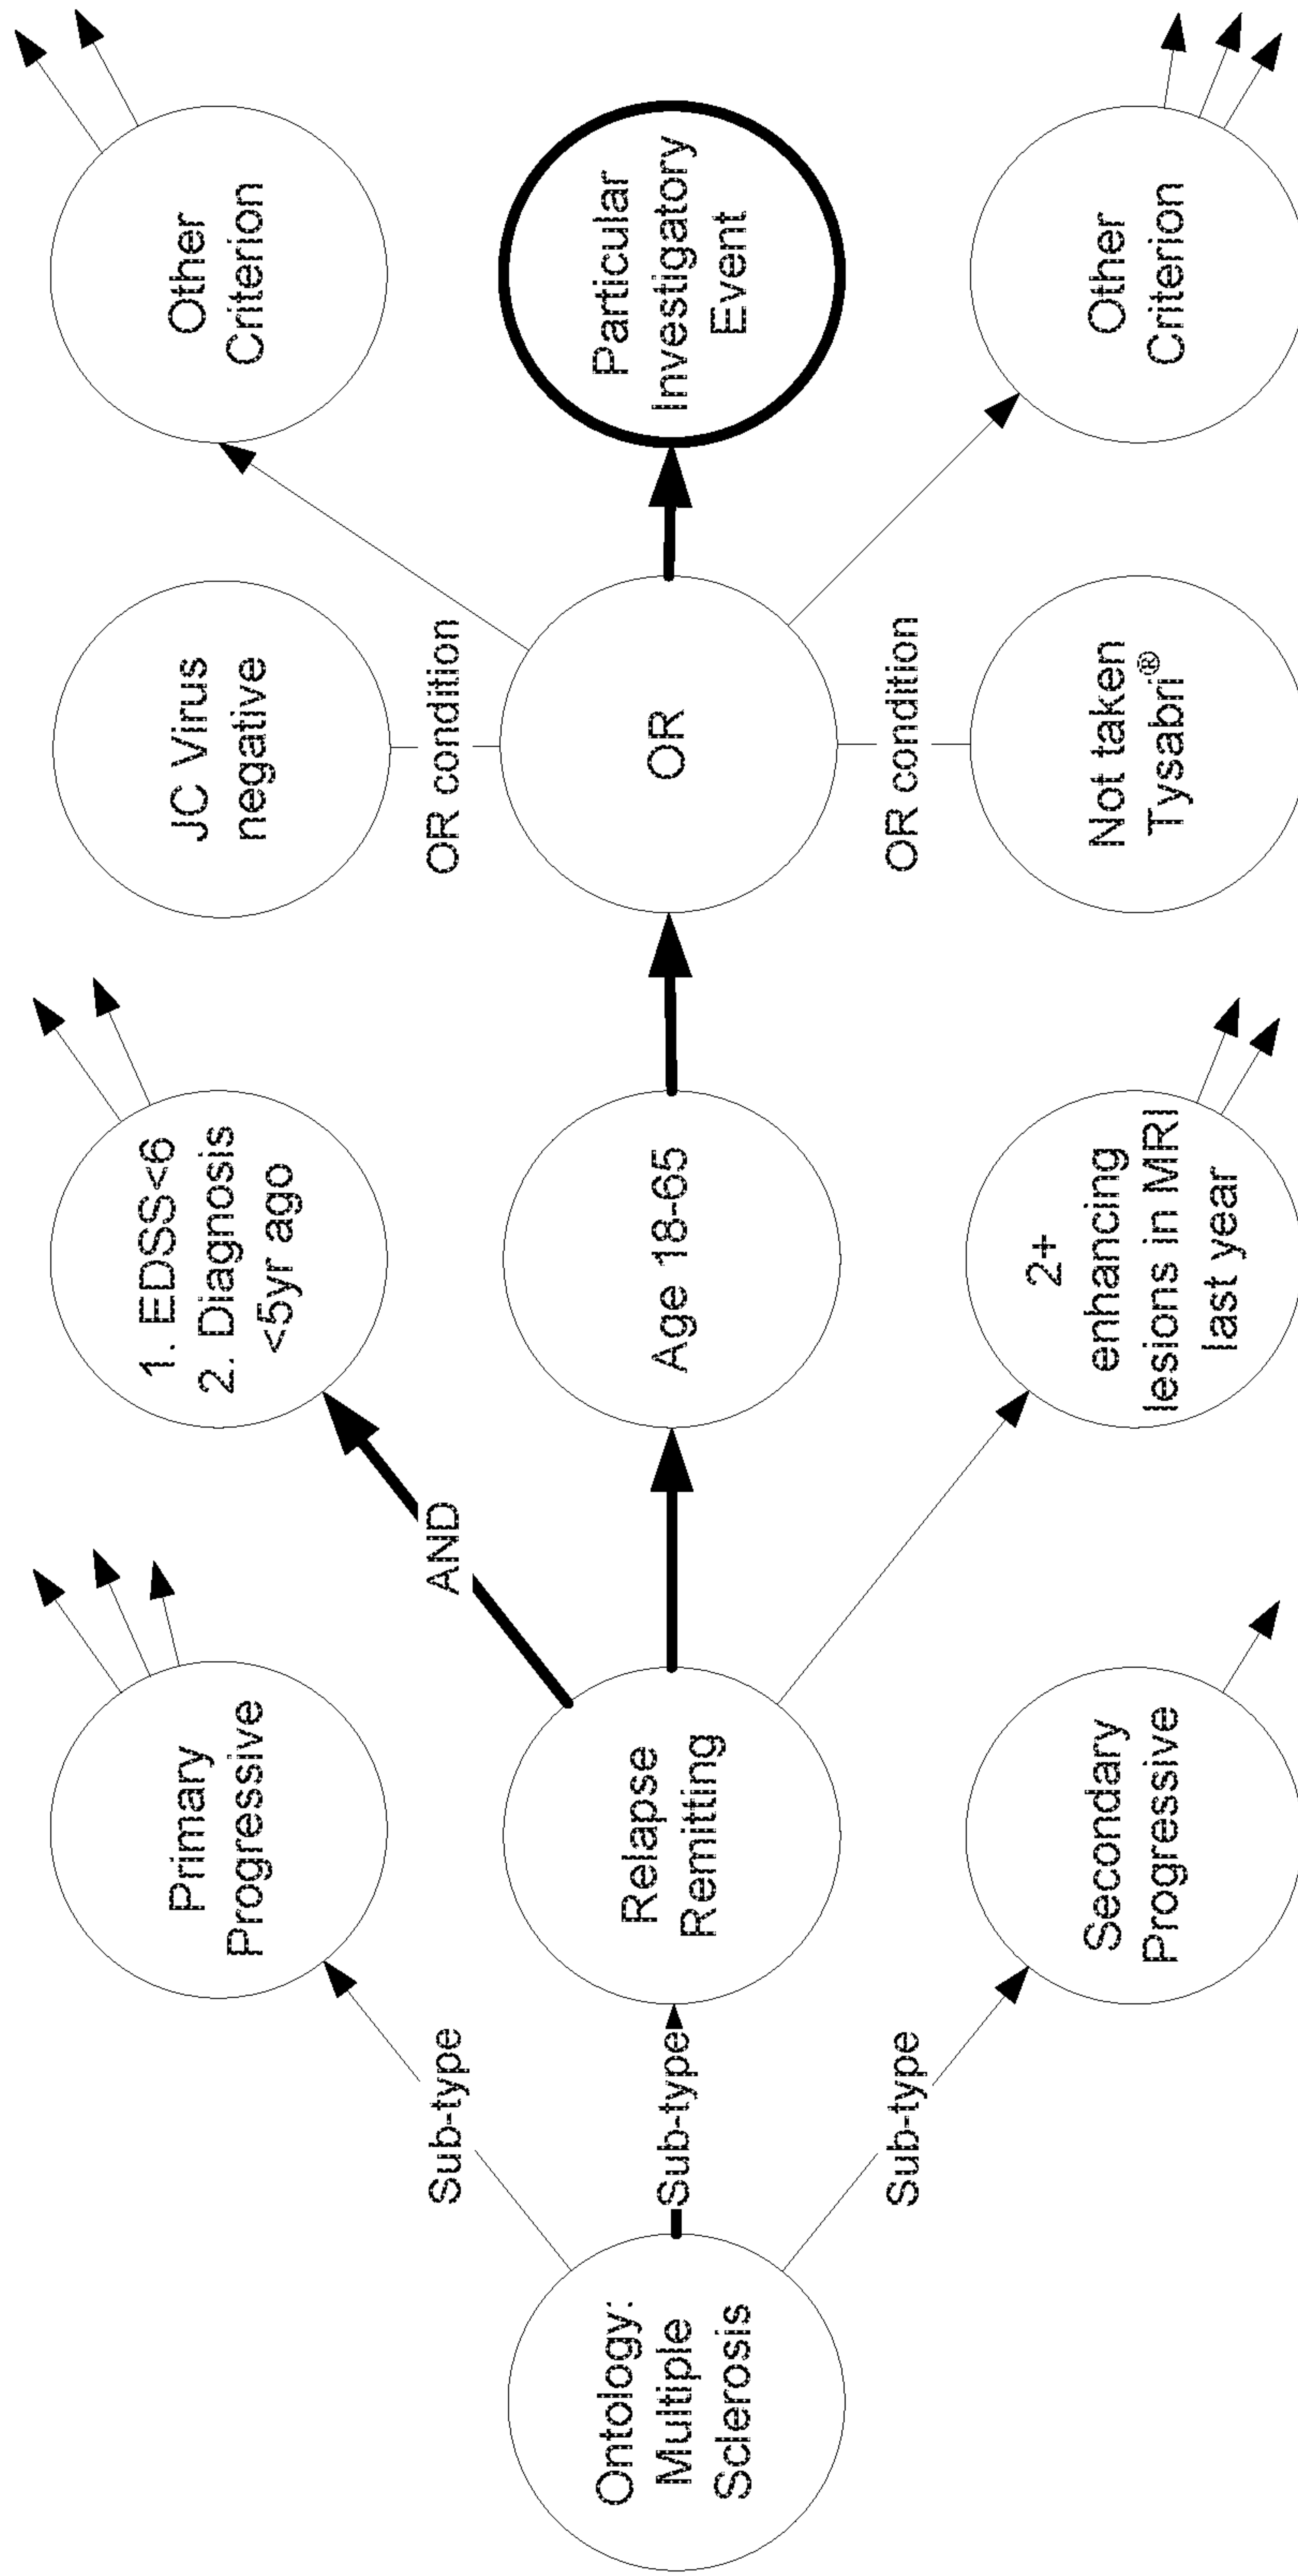 Ontology:
Multiple
Sclerosis
Sub-type
Sub-type
Sub-type
Primary
Progressive
Relapse
Remitting
Secondary
Progressive
AND
1. EDSS<6
2. Diagnosis
<5yr ago
Age 18-65
2+
enhancing
lesions in MRI
last year
JC Virus
negative
OR condition
OR
OR condition
Not taken
Tysabri®
Other
Criterion
Particular
Investigatory
Event
Other
Criterion